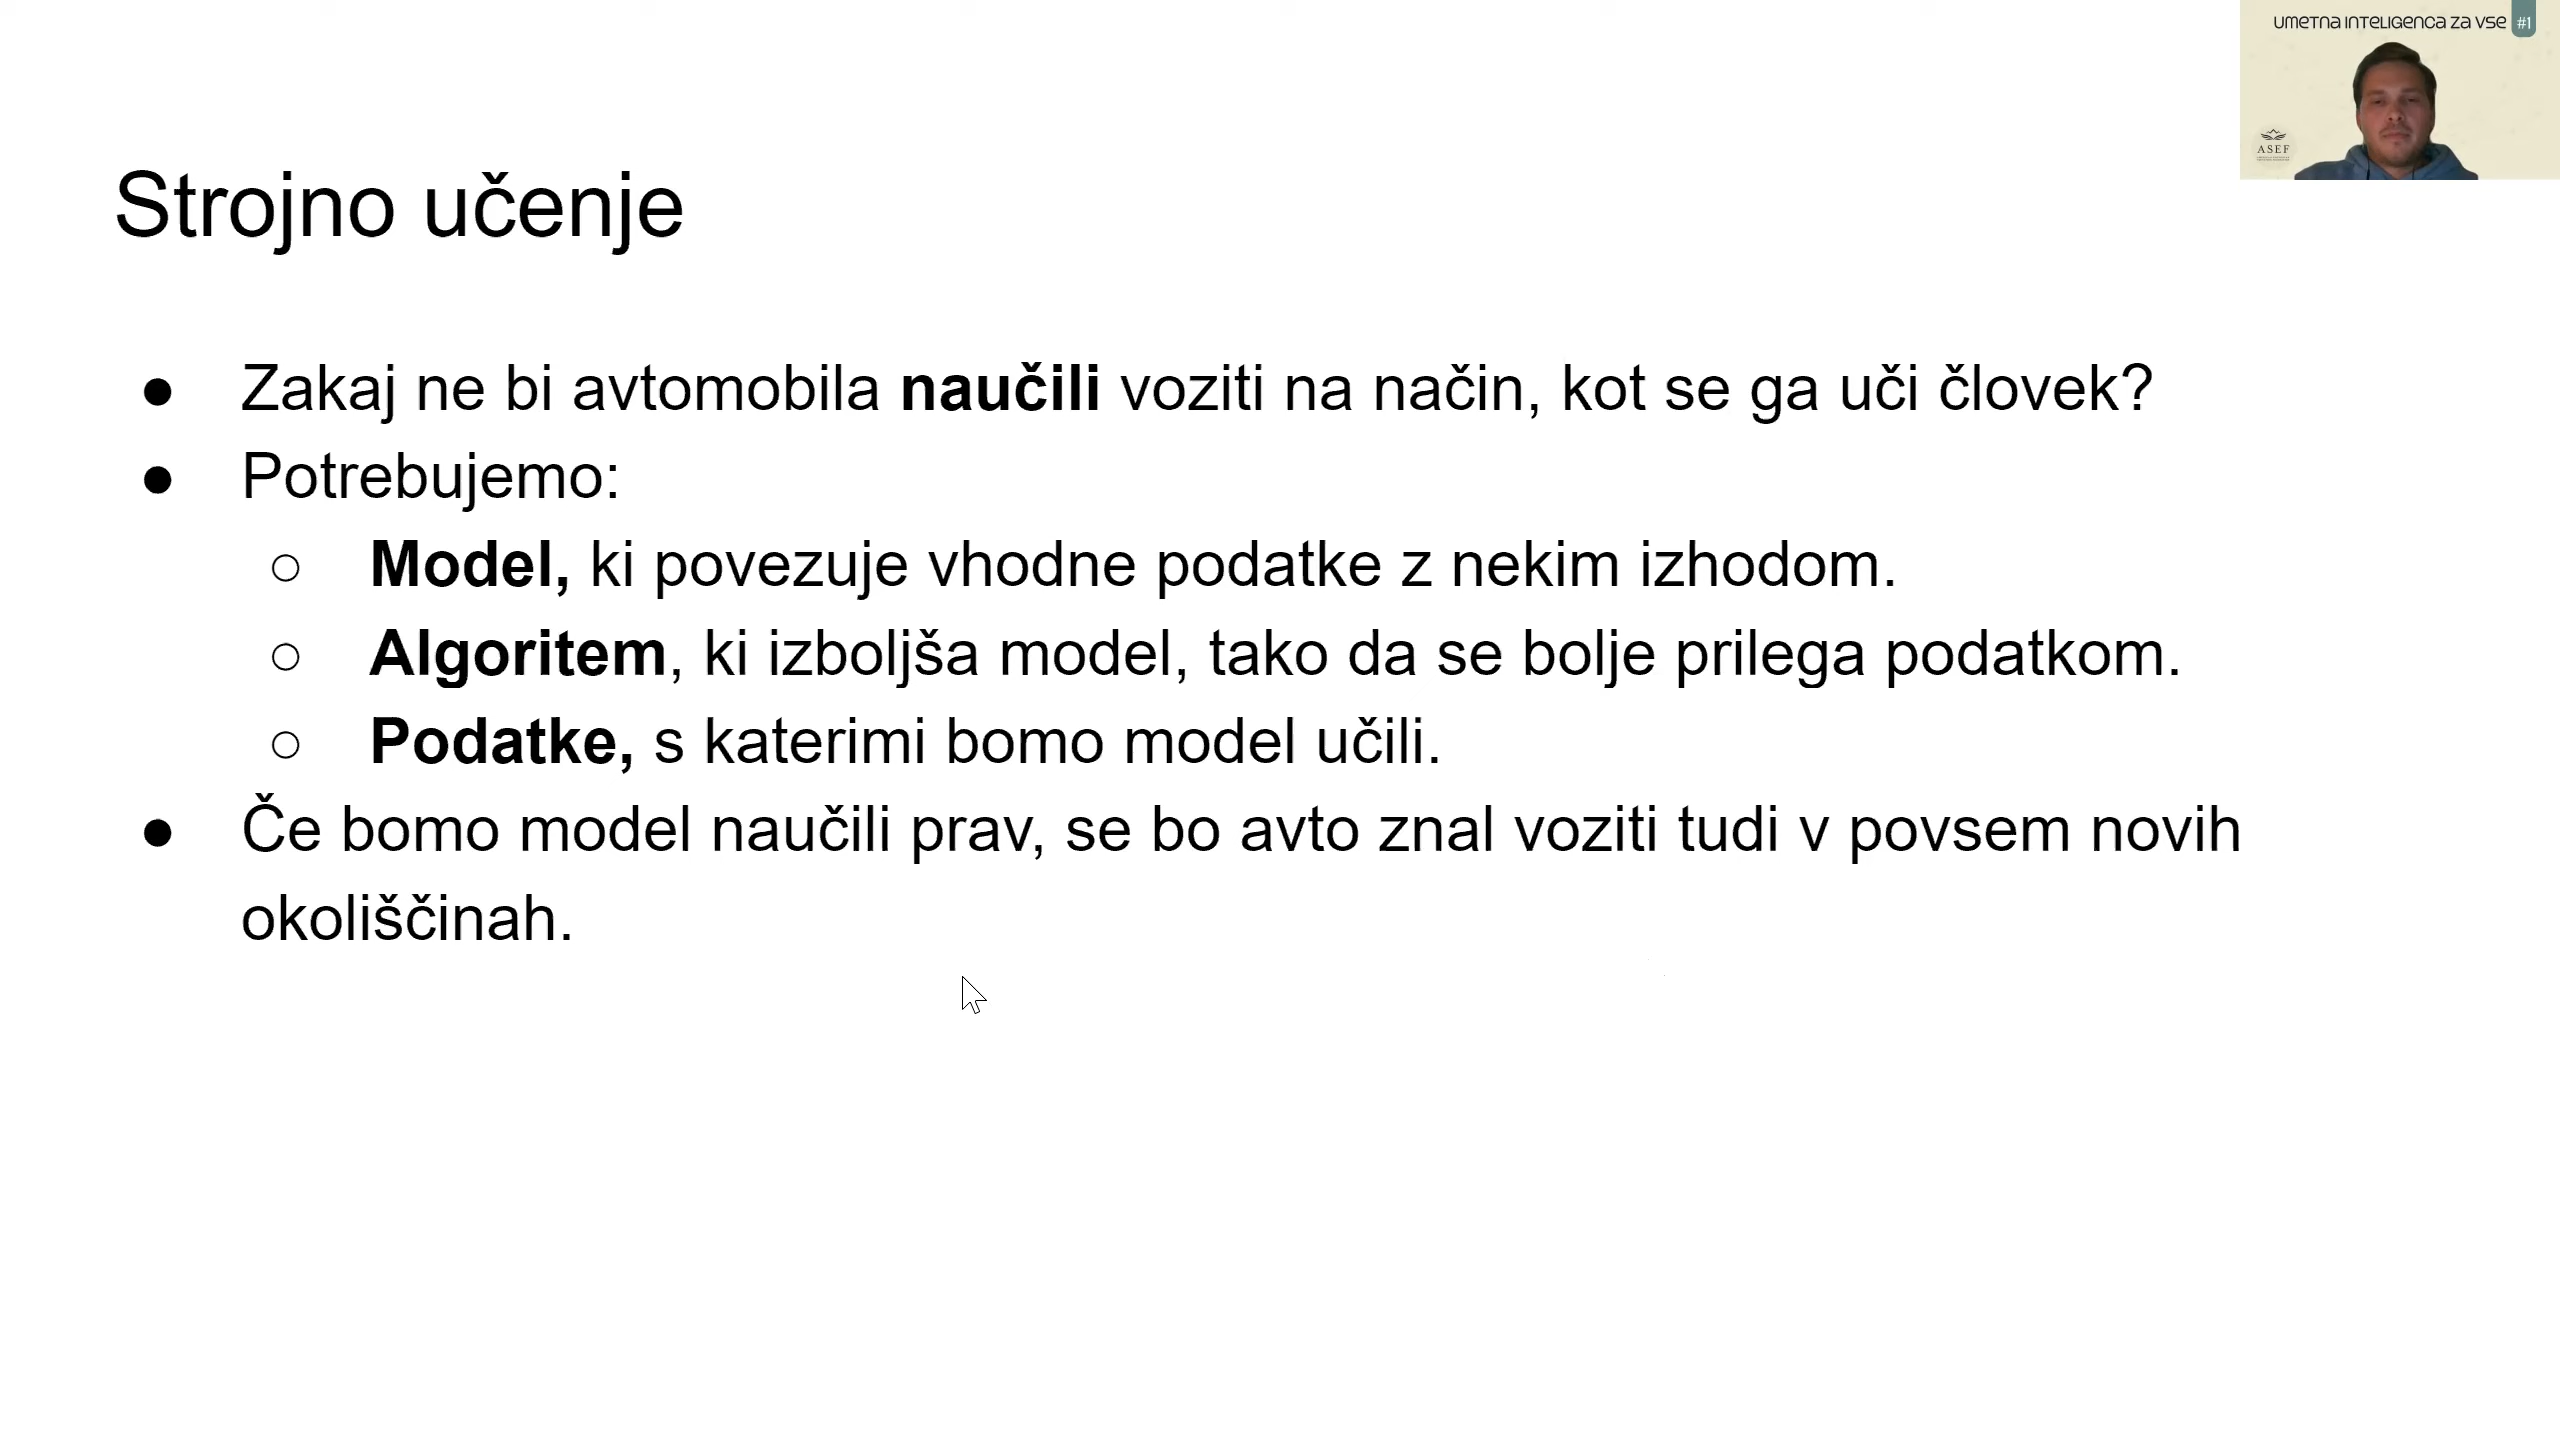 UMETNA INTELIGENCA ZA VSE #1
ASEF
Strojno učenje
● Zakaj ne bi avtomobila naučili voziti na način, kot se ga uči človek?
● Potrebujemo:
○ Model, ki povezuje vhodne podatke z nekim izhodom.
○ Algoritem, ki izboljša model, tako da se bolje prilega podatkom.
○ Podatke, s katerimi bomo model učili.
● Če bomo model naučili prav, se bo avto znal voziti tudi v povsem novih
okoliščinah.